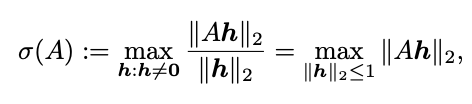 σ(A) := max_{h:h≠0} ‖Ah‖₂ / ‖h‖₂ = max_{‖h‖₂≤1} ‖Ah‖₂,